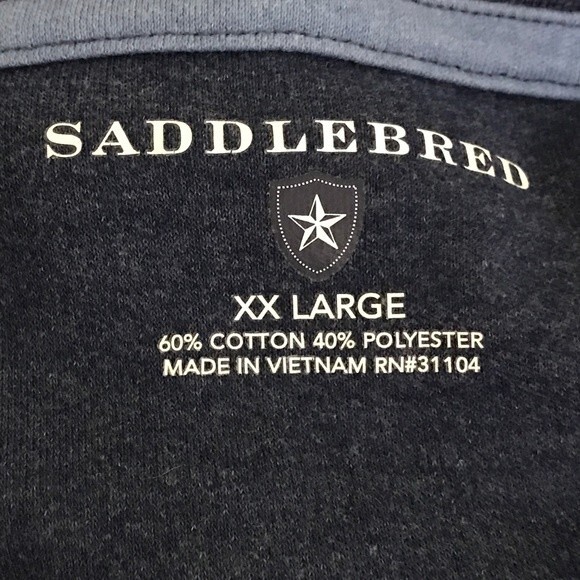 SADDLEBRED
XX LARGE
60% COTTON 40% POLYESTER
MADE IN VIETNAM RN#31104